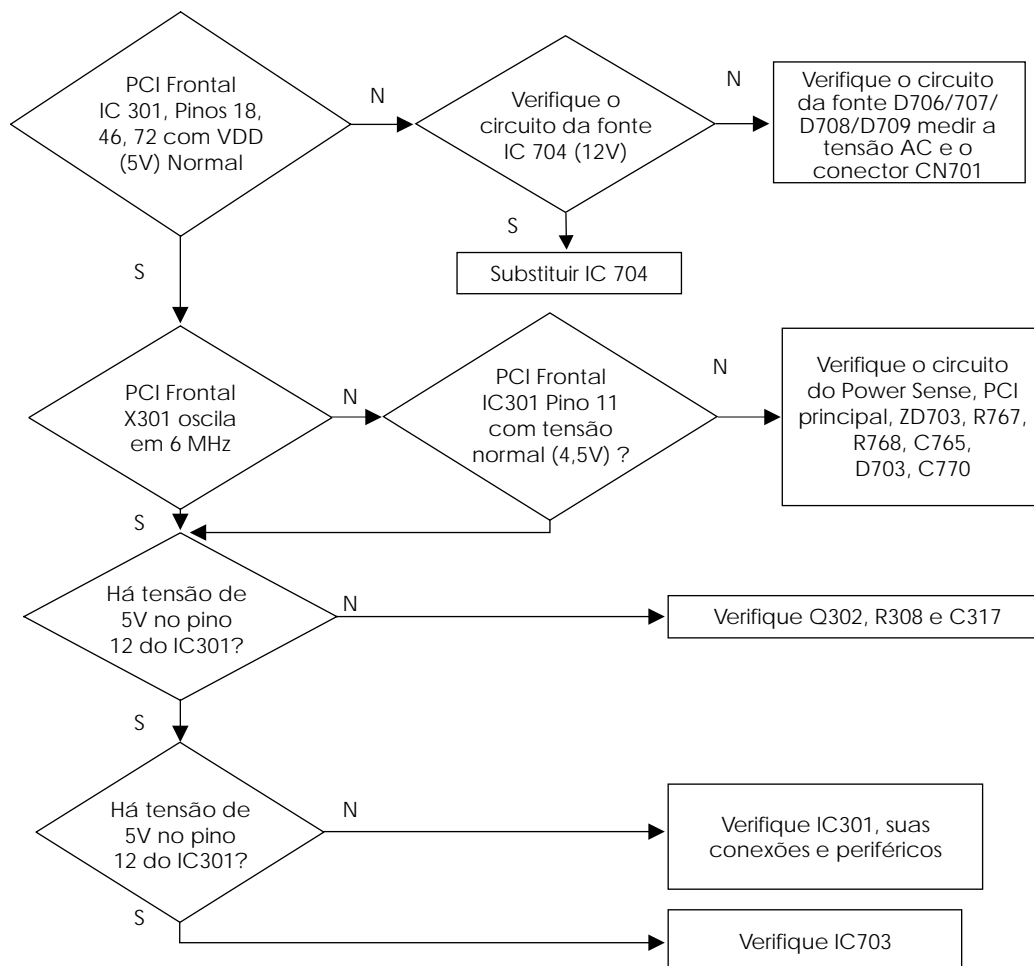 PCI Frontal
IC 301, Pinos 18,
46, 72 com VDD
(5V) Normal
N
Verifique o
circuito da fonte
IC 704 (12V)
N
Verifique o circuito
da fonte D706/707/
D708/D709 medir a
tensão AC e o
conector CN701
S
Substituir IC 704
S
PCI Frontal
X301 oscila
em 6 MHz
N
PCI Frontal
IC301 Pino 11
com tensão
normal (4,5V) ?
N
Verifique o circuito
do Power Sense, PCI
principal, ZD703, R767,
R768, C765,
D703, C770
S
Há tensão de
5V no pino
12 do IC301?
N
Verifique Q302, R308 e C317
S
Há tensão de
5V no pino
12 do IC301?
N
Verifique IC301, suas
conexões e periféricos
S
Verifique IC703